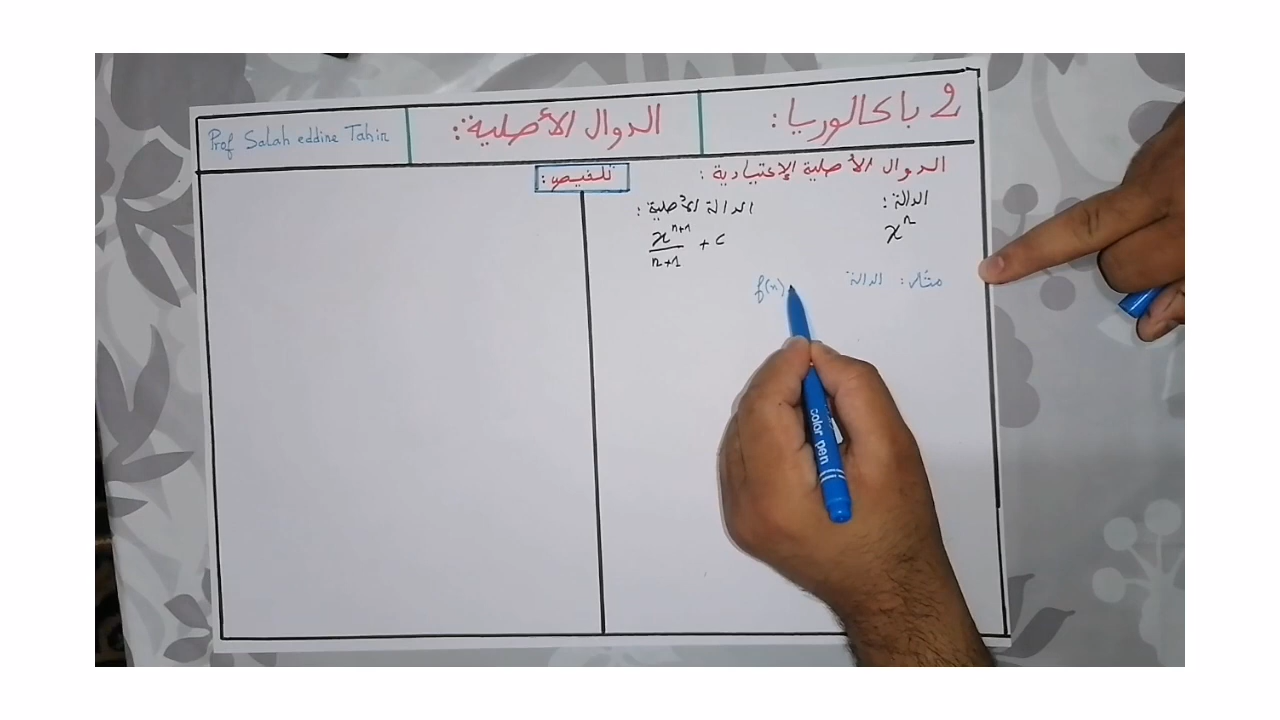 2 باكالوريا :
الدوال الأصلية :
Prof Salah eddine Tahir
الدوال الأصلية الإعتيادية :
تلخيص :
الدالة :
الدالة الأصلية :
x^n
x^{n+1}/n+1 + c
مثال : الدالة f(x)
color pen